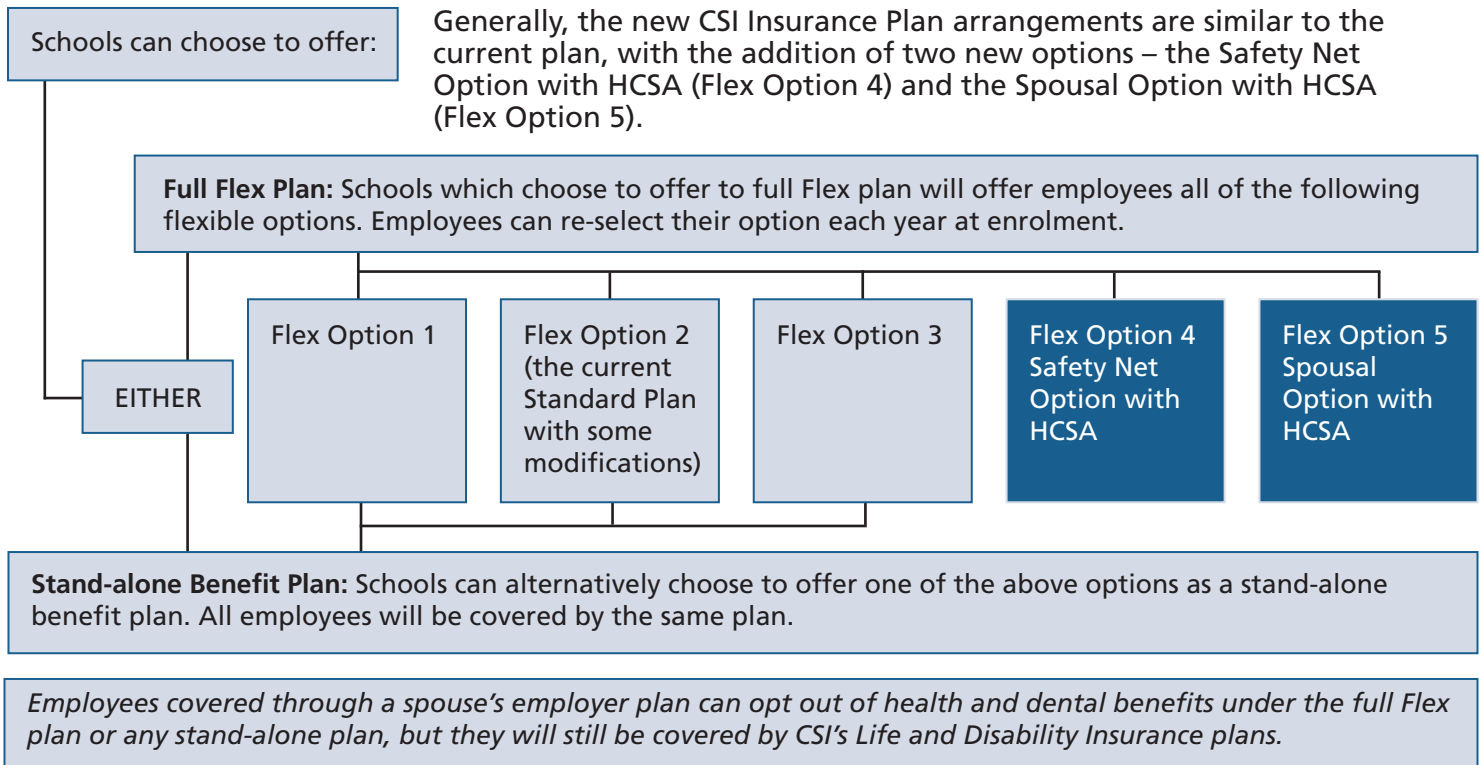 Schools can choose to offer:
Generally, the new CSI Insurance Plan arrangements are similar to the
current plan, with the addition of two new options – the Safety Net
Option with HCSA (Flex Option 4) and the Spousal Option with HCSA
(Flex Option 5).
Full Flex Plan: Schools which choose to offer to full Flex plan will offer employees all of the following
flexible options. Employees can re-select their option each year at enrolment.
EITHER
Flex Option 1
Flex Option 2
(the current
Standard Plan
with some
modifications)
Flex Option 3
Flex Option 4
Safety Net
Option with
HCSA
Flex Option 5
Spousal
Option with
HCSA
Stand-alone Benefit Plan: Schools can alternatively choose to offer one of the above options as a stand-alone
benefit plan. All employees will be covered by the same plan.
Employees covered through a spouse’s employer plan can opt out of health and dental benefits under the full Flex
plan or any stand-alone plan, but they will still be covered by CSI’s Life and Disability Insurance plans.